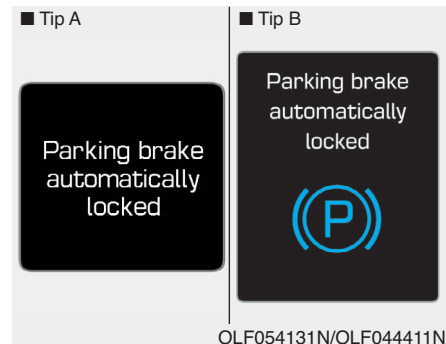 ■ Tip A
Parking brake
automatically
locked
■ Tip B
Parking brake
automatically
locked
P
OLF054131N/OLF044411N